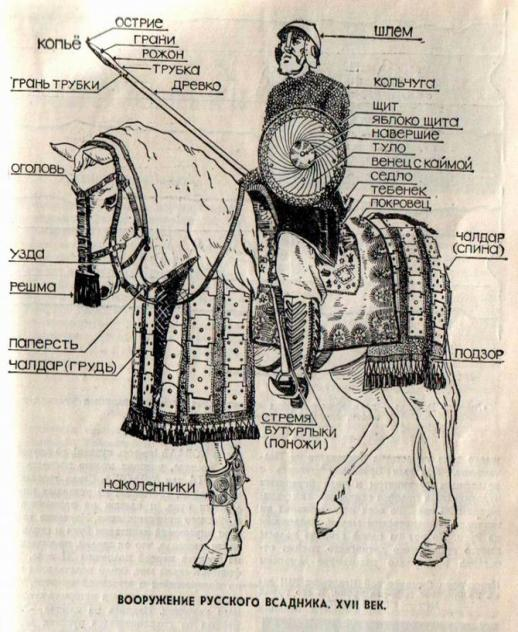 ОСТРИЕ
КОПЬЁ
ГРАНИ
РОЖОН
ТРУБКА
ГРАНЬ ТРУБКИ
ДРЕВКО
ШЛЕМ
КОЛЬЧУГА
ЩИТ
ЯБЛОКО ЩИТА
НАВЕРШИЕ
ТУЛО
ВЕНЕЦ С КАЙМОЙ
СЕДЛО
ТЕБЕНЕК
ПОКРОВЕЦ
ОГОЛОВЬ
УЗДА
РЕШМА
ПАПЕРСТЬ
ЧАЛДАР (ГРУДЬ)
ЧАЛДАР
(СПИНА)
ПОДЗОР
СТРЕМЯ
БУТУРЛЫКИ
(ПОНОЖИ)
НАКОЛЕННИКИ
ВООРУЖЕНИЕ РУССКОГО ВСАДНИКА. XVII ВЕК.